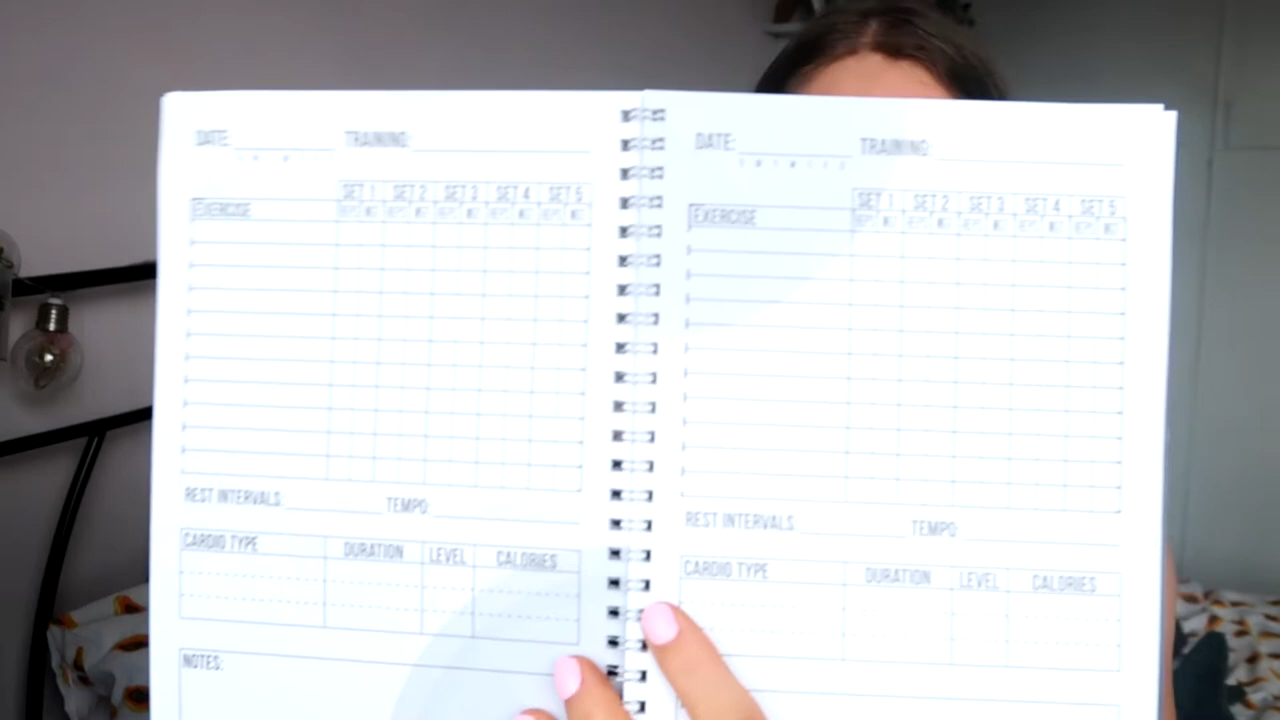 DATE: TRAINING:
SET 1 SET 2 SET 3 SET 4 SET 5
EXERCISE
REST INTERVALS: TEMPO:
CARDIO TYPE DURATION LEVEL CALORIES
NOTES:
DATE: TRAINING:
SET 1 SET 2 SET 3 SET 4 SET 5
EXERCISE
REST INTERVALS TEMPO:
CARDIO TYPE DURATION LEVEL CALORIES